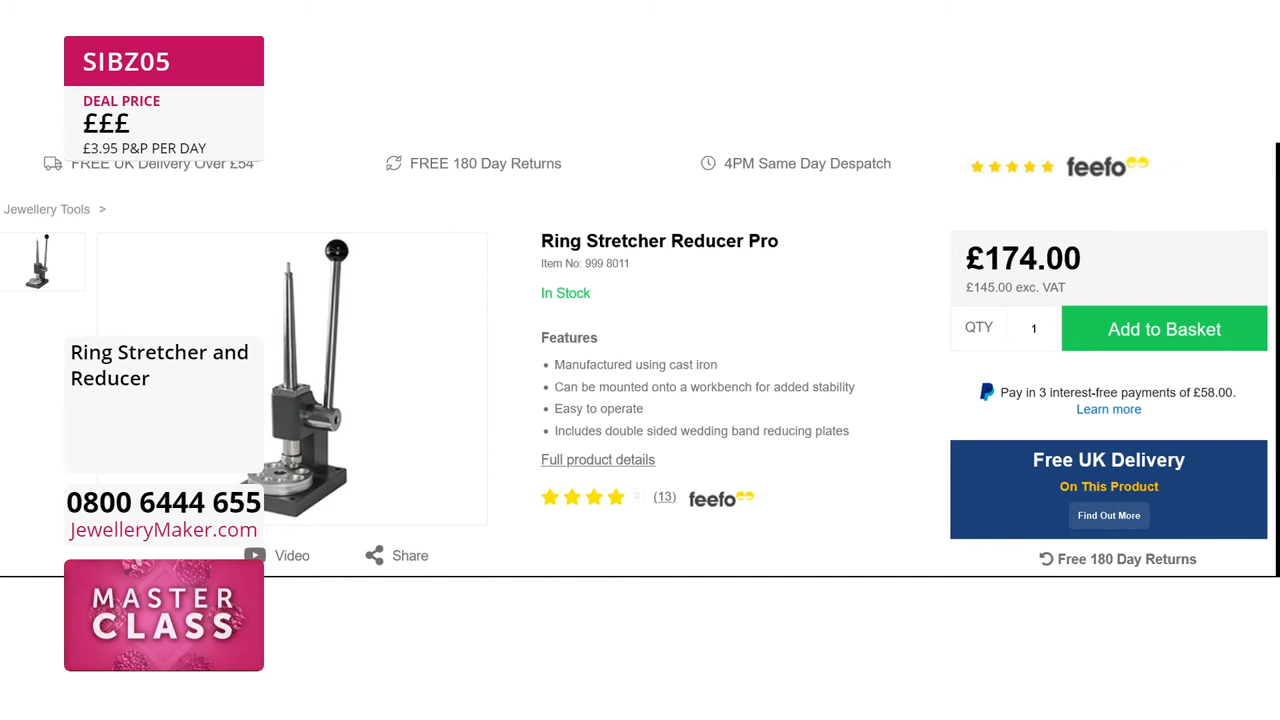 SIBZ05
DEAL PRICE
£££
£3.95 P&P PER DAY
FREE UK Delivery Over £54
FREE 180 Day Returns
4PM Same Day Despatch
feefo
Jewellery Tools >
Ring Stretcher Reducer Pro
Item No: 999 8011
In Stock
Features
Manufactured using cast iron
Can be mounted onto a workbench for added stability
Easy to operate
Includes double sided wedding band reducing plates
Full product details
(13) feefo
£174.00
£145.00 exc. VAT
QTY 1 Add to Basket
Pay in 3 interest-free payments of £58.00.
Learn more
Free UK Delivery
On This Product
Find Out More
Free 180 Day Returns
Ring Stretcher and
Reducer
0800 6444 655
JewelleryMaker.com
Video
Share
MASTER
CLASS